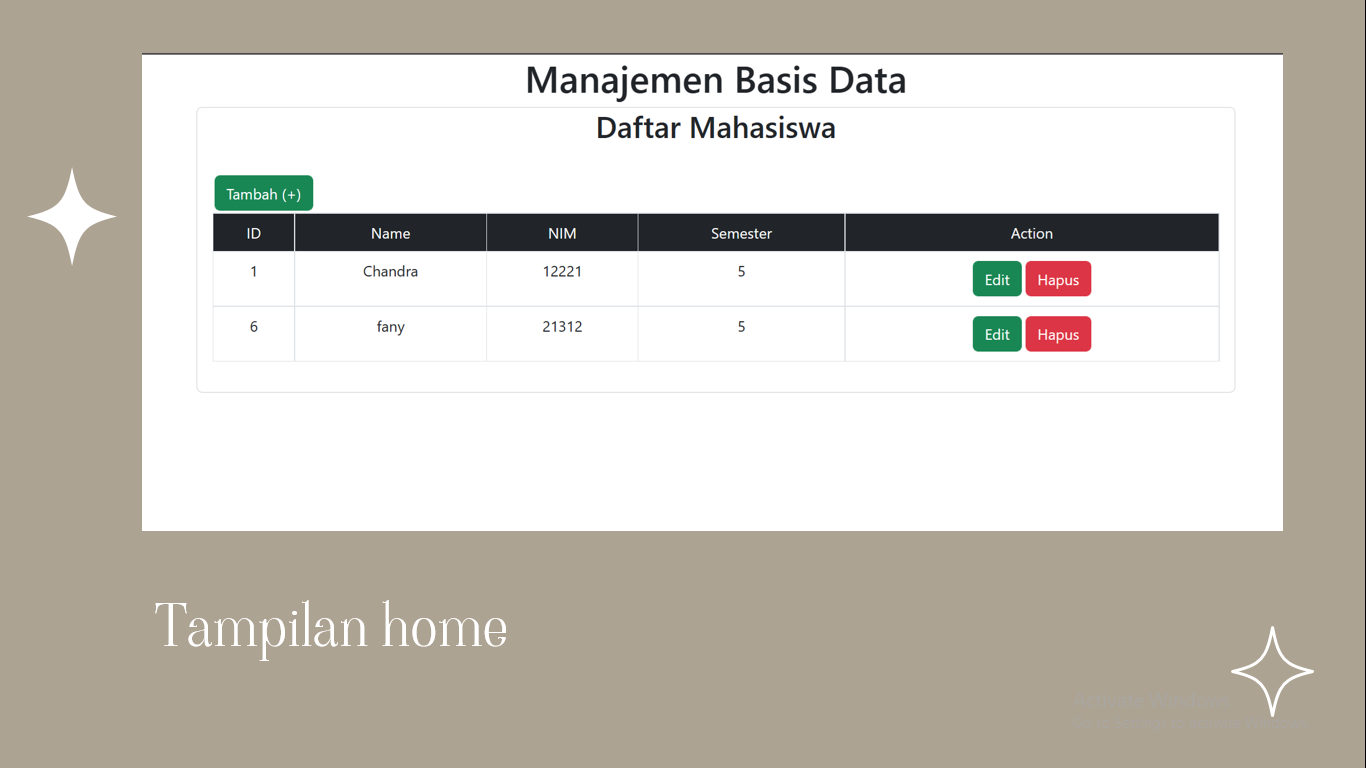 Manajemen Basis Data
Daftar Mahasiswa
Tambah (+)
ID Name NIM Semester Action
1 Chandra 12221 5 Edit Hapus
6 fany 21312 5 Edit Hapus
Tampilan home